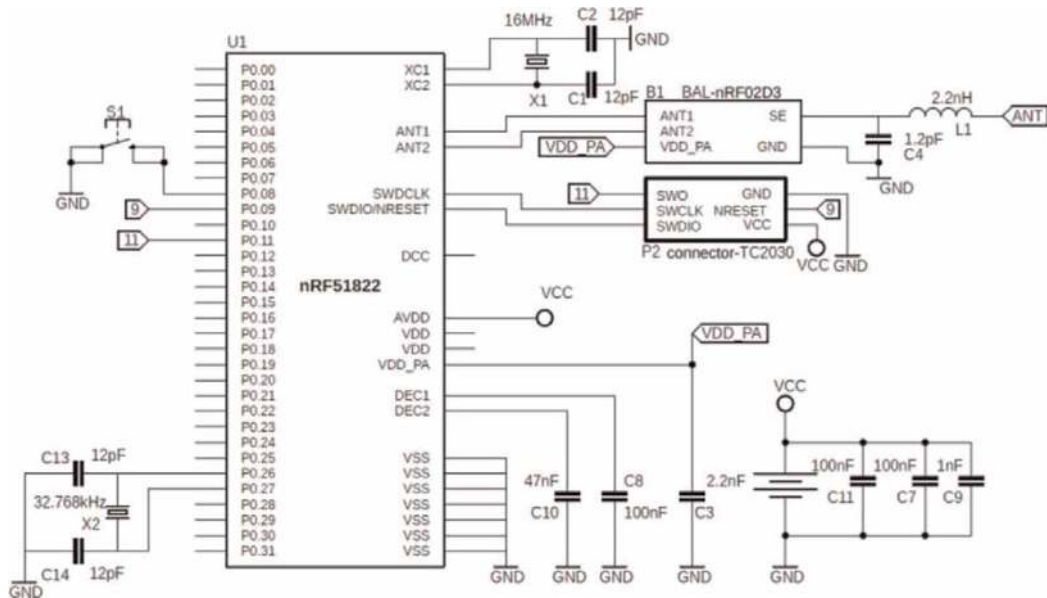 16MHz
C2
12pF
GND
U1
XC1
XC2
X1
C1
12pF
B1
BAL-nRF02D3
P0.00
P0.01
P0.02
P0.03
P0.04
P0.05
P0.06
P0.07
P0.08
P0.09
P0.10
P0.11
P0.12
P0.13
P0.14
P0.15
P0.16
P0.17
P0.18
P0.19
P0.20
P0.21
P0.22
P0.23
P0.24
P0.25
P0.26
P0.27
P0.28
P0.29
P0.30
P0.31
nRF51822
ANT1
ANT2
SWDCLK
SWDIO/NRESET
DCC
AVDD
VDD
VDD
VDD_PA
DEC1
DEC2
VSS
VSS
VSS
VSS
VSS
VSS
VSS
S1
GND
9
11
ANT1
ANT2
VDD_PA
SE
GND
VDD_PA
2.2nH
L1
ANT
1.2pF
C4
GND
11
SWO
SWCLK
SWDIO
GND
NRESET
VCC
9
P2
connector-TC2030
VCC
GND
VCC
VDD_PA
C13
12pF
32.768kHz
X2
C14
12pF
GND
GND
47nF
C10
GND
C8
100nF
GND
2.2nF
C3
GND
VCC
100nF
C11
100nF
C7
1nF
C9
GND